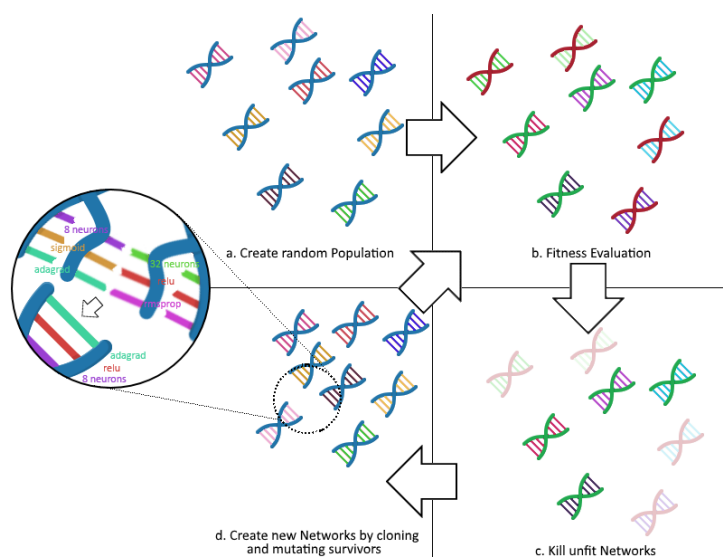 a. Create random Population
b. Fitness Evaluation
8 neurons
sigmoid
adagrad
32 neurons
relu
rmsprop
adagrad
relu
8 neurons
d. Create new Networks by cloning
and mutating survivors
c. Kill unfit Networks